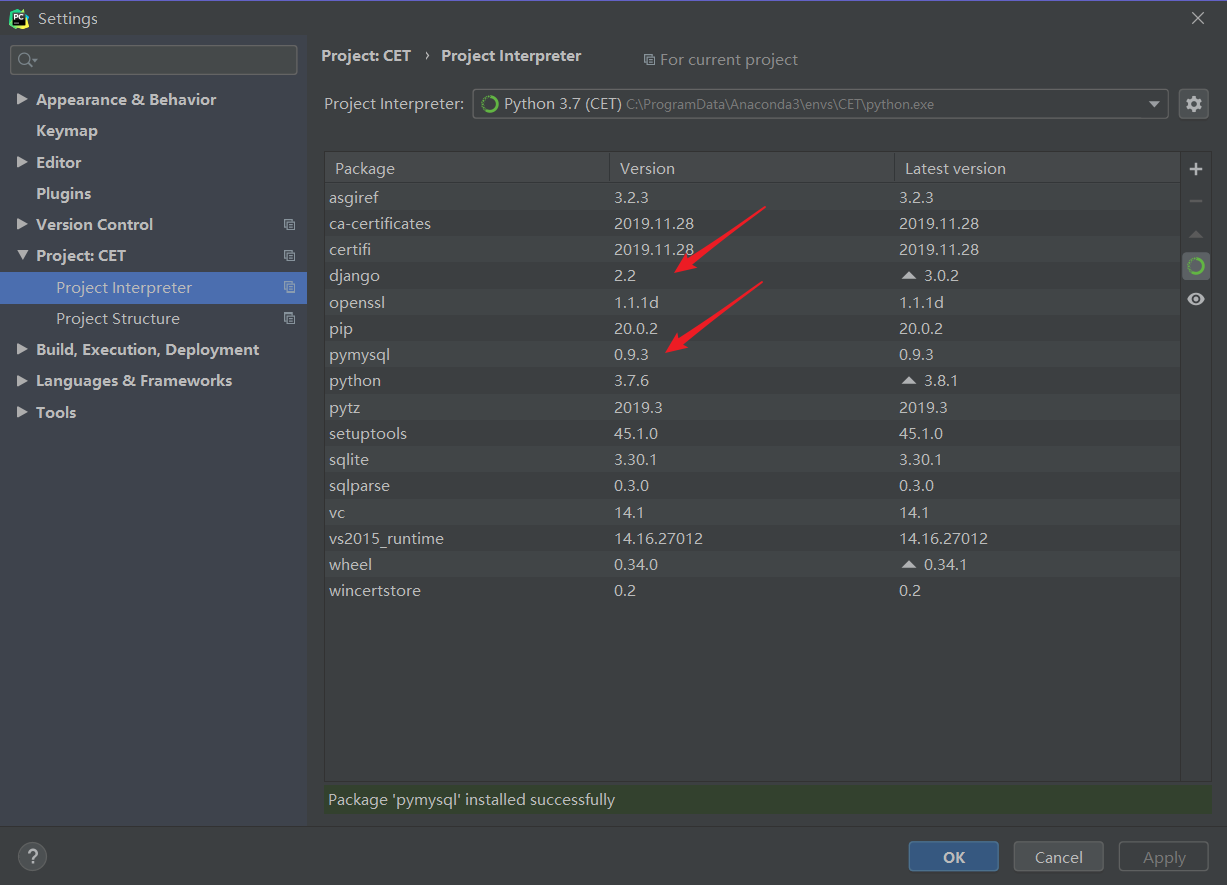 Settings
Project: CET › Project Interpreter For current project
Appearance & Behavior
Keymap
Editor
Plugins
Version Control
Project: CET
Project Interpreter
Project Structure
Build, Execution, Deployment
Languages & Frameworks
Tools
Project Interpreter: Python 3.7 (CET) C:\ProgramData\Anaconda3\envs\CET\python.exe
Package Version Latest version
asgiref 3.2.3 3.2.3
ca-certificates 2019.11.28 2019.11.28
certifi 2019.11.28 2019.11.28
django 2.2 3.0.2
openssl 1.1.1d 1.1.1d
pip 20.0.2 20.0.2
pymysql 0.9.3 0.9.3
python 3.7.6 3.8.1
pytz 2019.3 2019.3
setuptools 45.1.0 45.1.0
sqlite 3.30.1 3.30.1
sqlparse 0.3.0 0.3.0
vc 14.1 14.1
vs2015_runtime 14.16.27012 14.16.27012
wheel 0.34.0 0.34.1
wincertstore 0.2 0.2
Package 'pymysql' installed successfully
? OK Cancel Apply